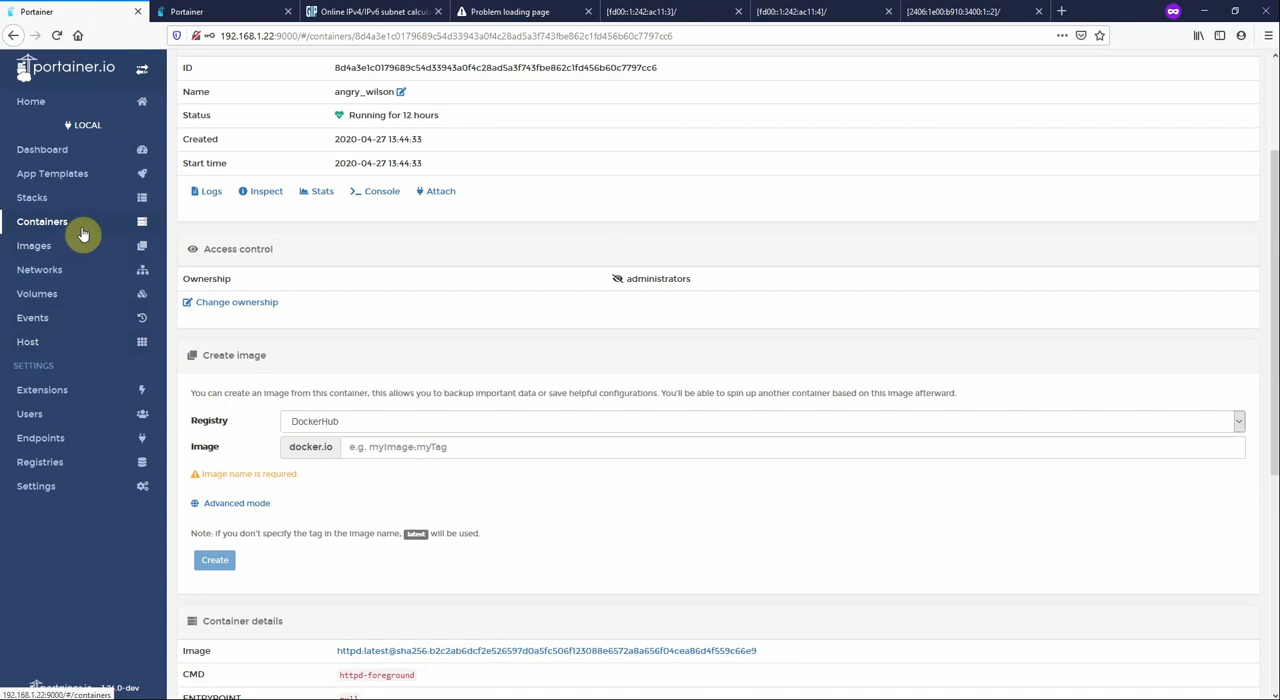 Portainer
Portainer
Online IPv4/IPv6 subnet calcul
Problem loading page
[fd00::1:242:ac11:3]/
[fd00::1:242:ac11:4]/
[2406:1e00:b910:3400:1::2]/
192.168.1.22:9000/#/containers/8d4a3e1c0179689c54d33943a0f4c28ad5a3f743fbe862c1fd456b60c7797cc6
portainer.io
Home
LOCAL
Dashboard
App Templates
Stacks
Containers
Images
Networks
Volumes
Events
Host
SETTINGS
Extensions
Users
Endpoints
Registries
Settings
192.168.1.22:9000/#/containers
ID 8d4a3e1c0179689c54d33943a0f4c28ad5a3f743fbe862c1fd456b60c7797cc6
Name angry_wilson
Status Running for 12 hours
Created 2020-04-27 13:44:33
Start time 2020-04-27 13:44:33
Logs Inspect Stats Console Attach
Access control
Ownership administrators
Change ownership
Create image
You can create an image from this container, this allows you to backup important data or save helpful configurations. You'll be able to spin up another container based on this image afterward.
Registry DockerHub
Image docker.io e.g. myImage:myTag
Image name is required.
Advanced mode
Note: if you don't specify the tag in the image name, latest will be used.
Create
Container details
Image httpd:latest@sha256:b2c2ab6dcf2e526597d0a5fc506f123088e6572a8a656f04cea86d4f559c66e9
CMD httpd-foreground
ENTRYPOINT null